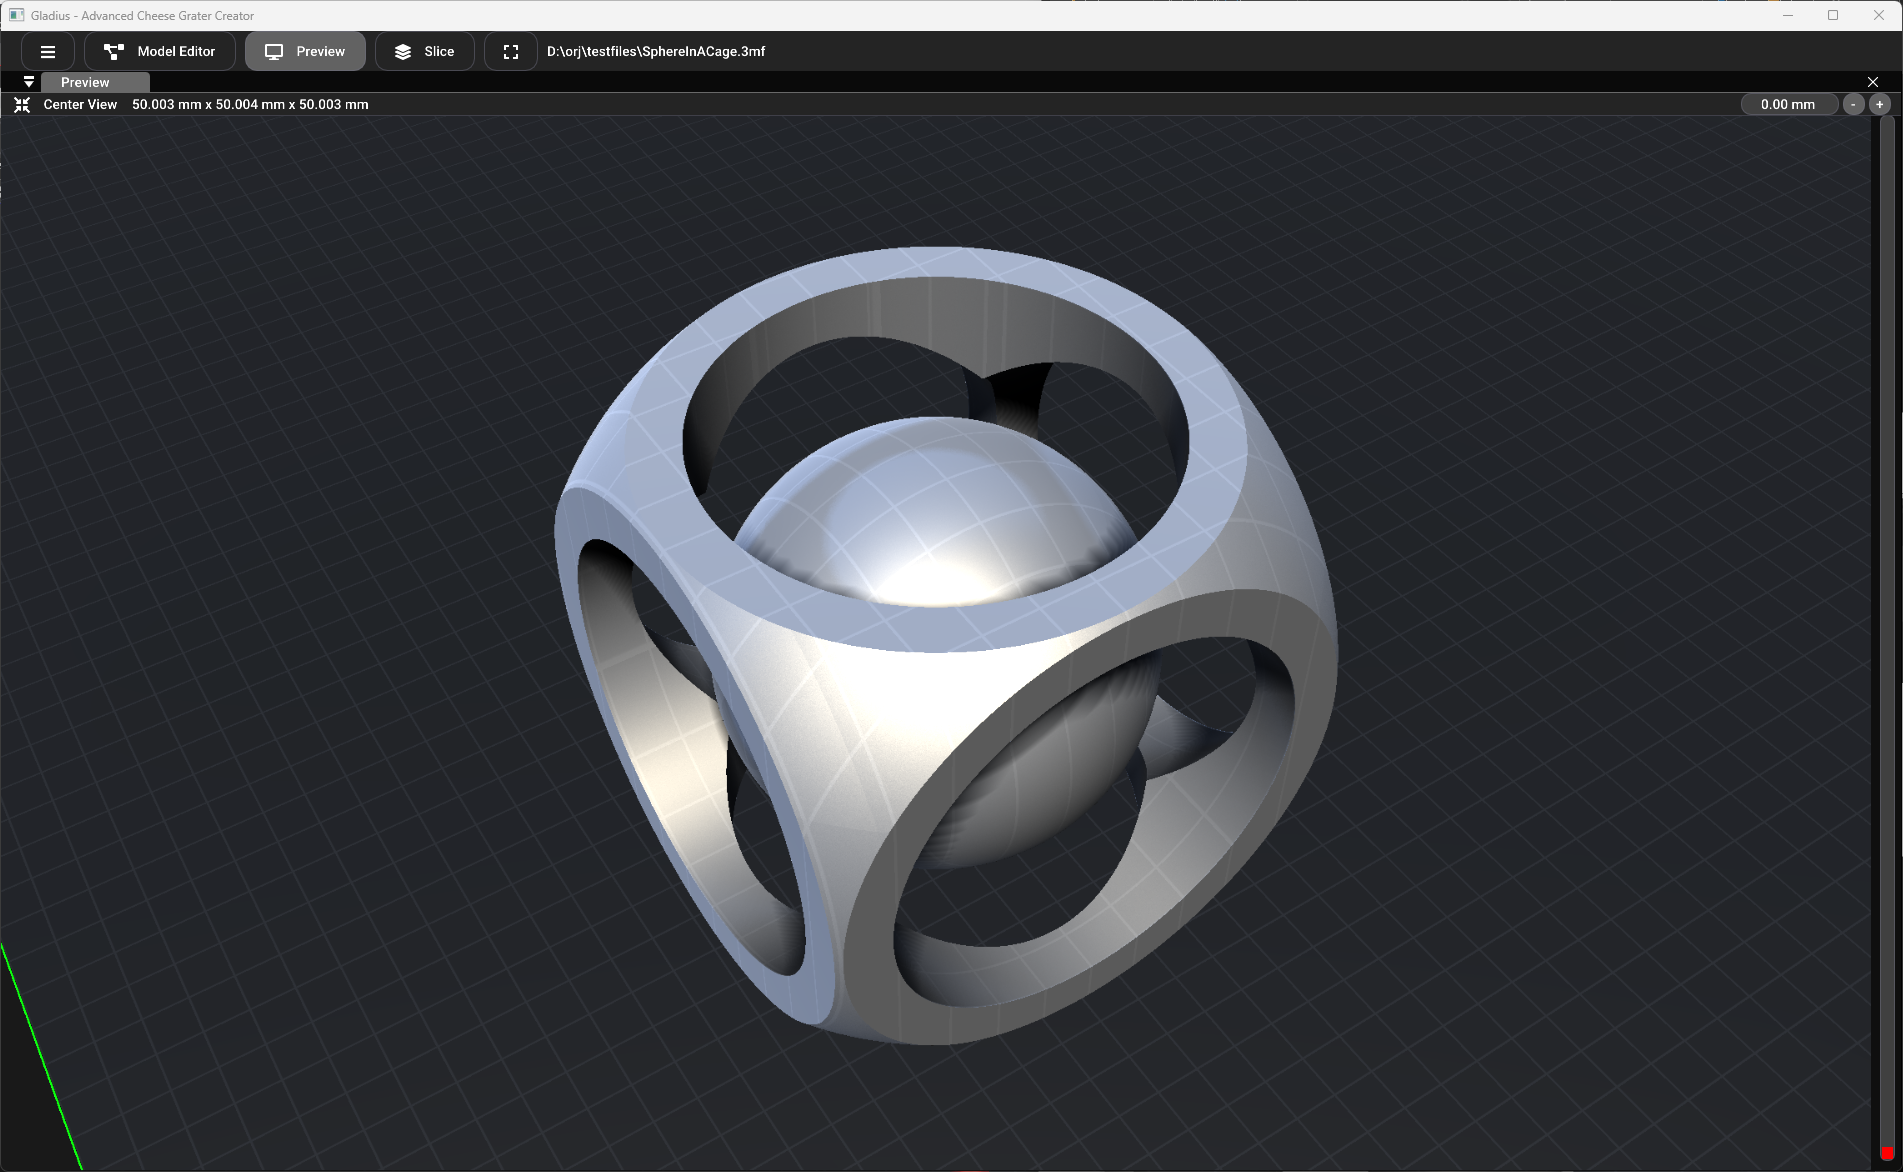 Gladius - Advanced Cheese Grater Creator
Model Editor Preview Slice D:\orj\testfiles\SphereInACage.3mf
Preview
Center View 50.003 mm x 50.004 mm x 50.003 mm 0.00 mm - +